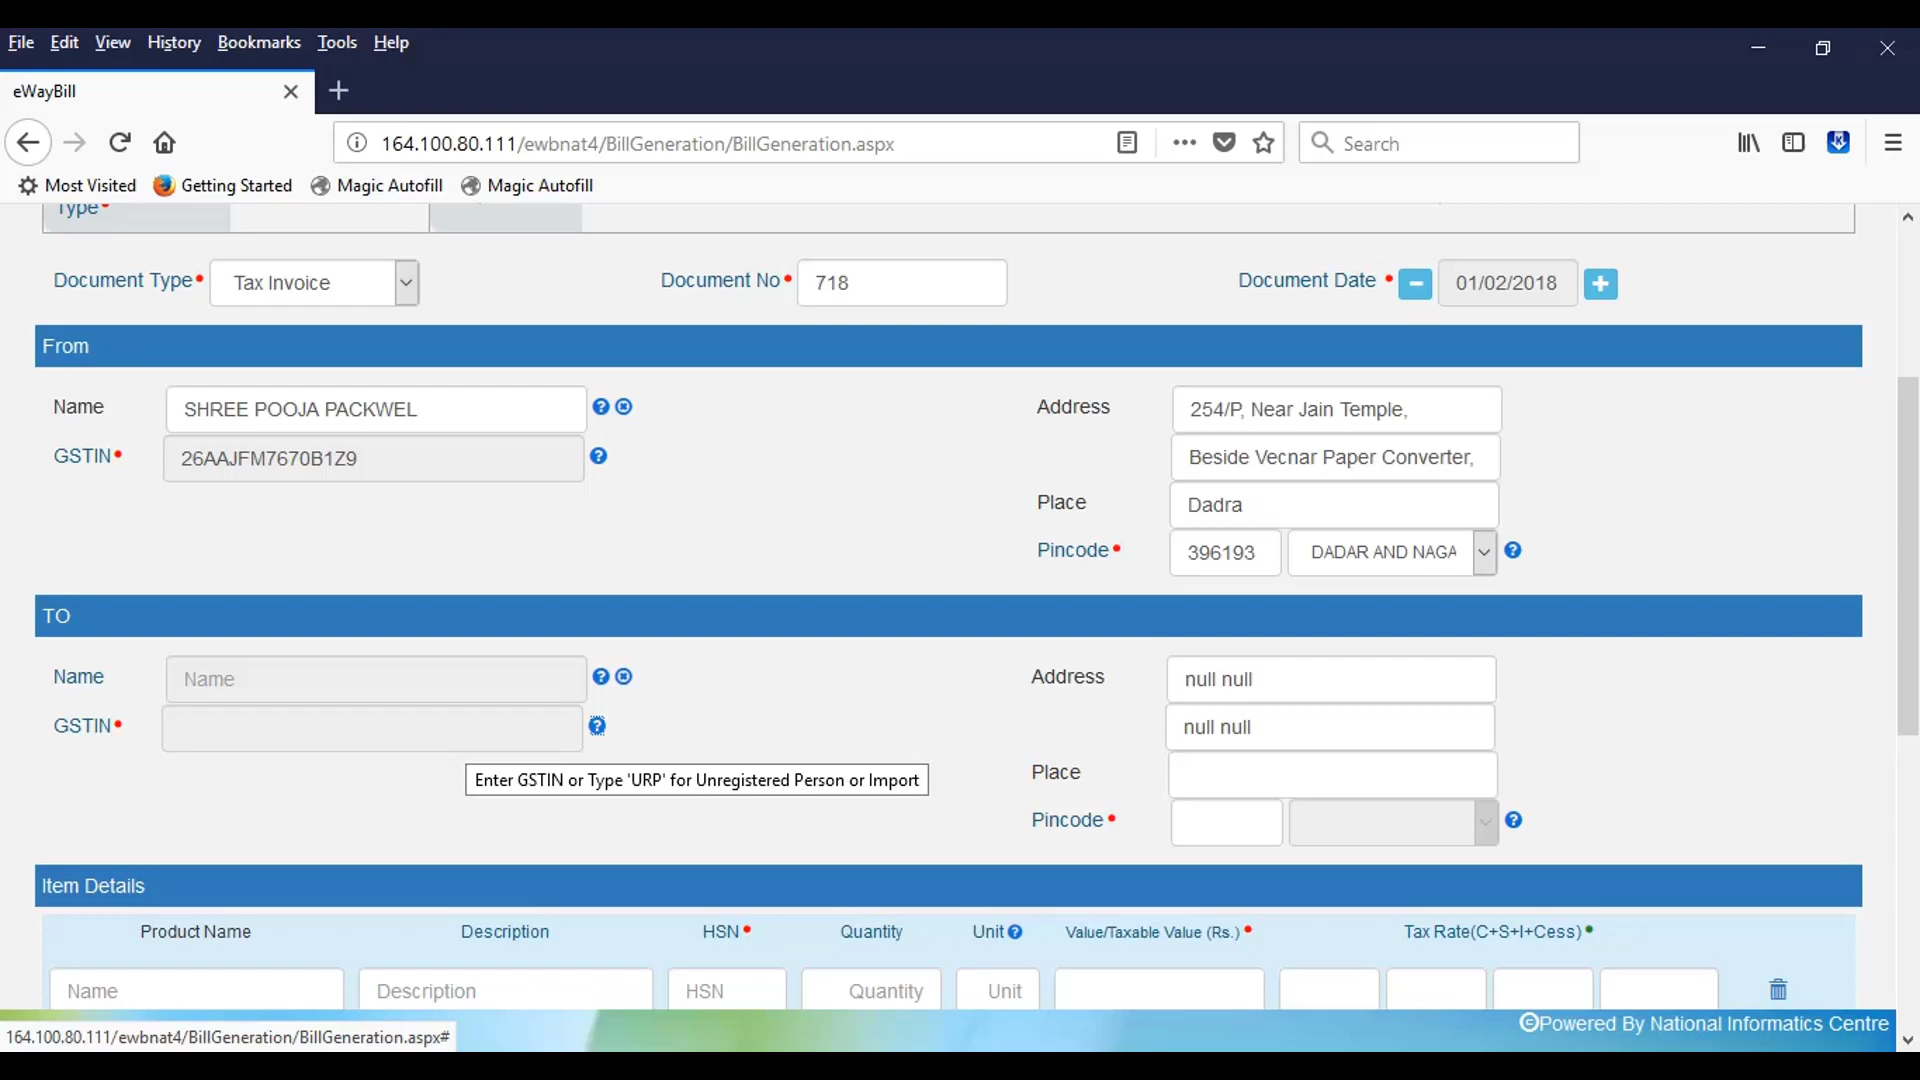 File Edit View History Bookmarks Tools Help
eWayBill
164.100.80.111/ewbnat4/BillGeneration/BillGeneration.aspx
Search
Most Visited Getting Started Magic Autofill Magic Autofill
Type
Document Type Tax Invoice Document No 718 Document Date 01/02/2018
From
Name SHREE POOJA PACKWEL Address 254/P, Near Jain Temple,
GSTIN 26AAJFM7670B1Z9 Beside Vecnar Paper Converter,
Place Dadra
Pincode 396193 DADAR AND NAGA
TO
Name Name Address null null
GSTIN null null
Enter GSTIN or Type 'URP' for Unregistered Person or Import
Place
Pincode
Item Details
Product Name Description HSN Quantity Unit Value/Taxable Value (Rs.) Tax Rate(C+S+I+Cess)
Name Description HSN Quantity Unit
©Powered By National Informatics Centre
164.100.80.111/ewbnat4/BillGeneration/BillGeneration.aspx#